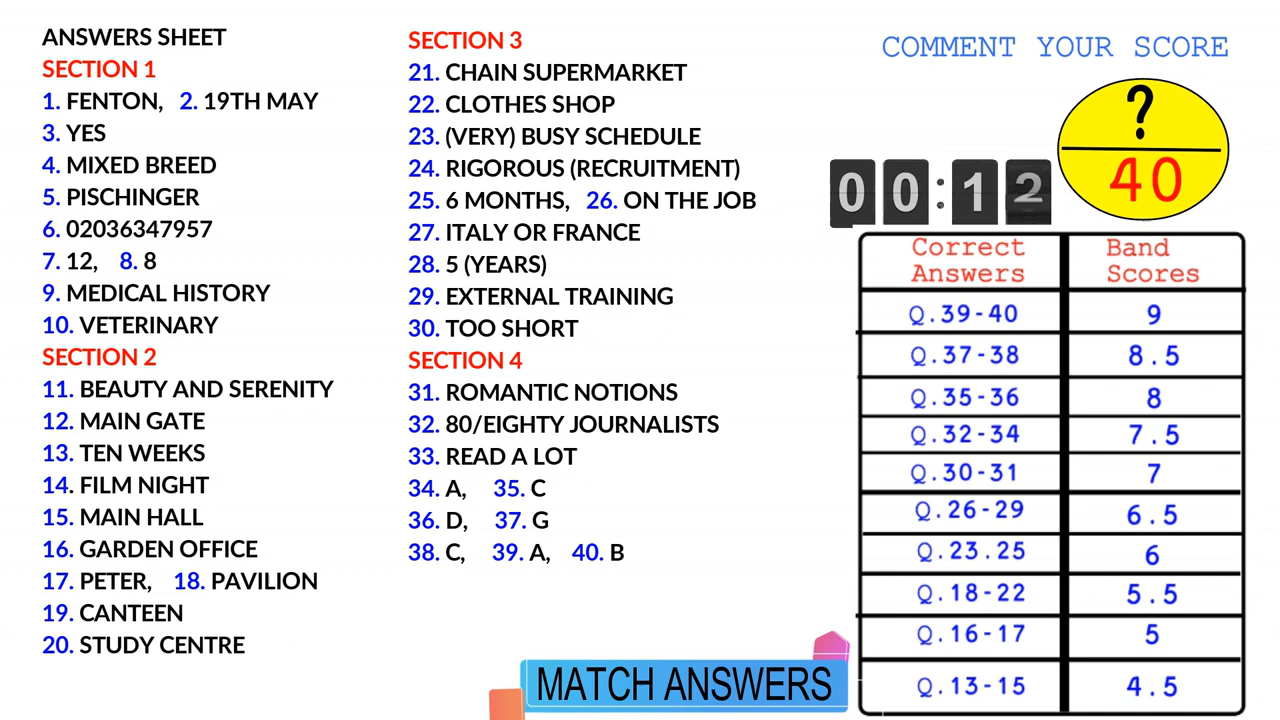 ANSWERS SHEET
SECTION 1
1. FENTON, 2. 19TH MAY
3. YES
4. MIXED BREED
5. PISCHINGER
6. 02036347957
7. 12, 8. 8
9. MEDICAL HISTORY
10. VETERINARY
SECTION 2
11. BEAUTY AND SERENITY
12. MAIN GATE
13. TEN WEEKS
14. FILM NIGHT
15. MAIN HALL
16. GARDEN OFFICE
17. PETER, 18. PAVILION
19. CANTEEN
20. STUDY CENTRE
SECTION 3
21. CHAIN SUPERMARKET
22. CLOTHES SHOP
23. (VERY) BUSY SCHEDULE
24. RIGOROUS (RECRUITMENT)
25. 6 MONTHS, 26. ON THE JOB
27. ITALY OR FRANCE
28. 5 (YEARS)
29. EXTERNAL TRAINING
30. TOO SHORT
SECTION 4
31. ROMANTIC NOTIONS
32. 80/EIGHTY JOURNALISTS
33. READ A LOT
34. A, 35. C
36. D, 37. G
38. C, 39. A, 40. B
MATCH ANSWERS
COMMENT YOUR SCORE
?
40
00:12
Correct Answers Band Scores
Q.39-40 9
Q.37-38 8.5
Q.35-36 8
Q.32-34 7.5
Q.30-31 7
Q.26-29 6.5
Q.23.25 6
Q.18-22 5.5
Q.16-17 5
Q.13-15 4.5